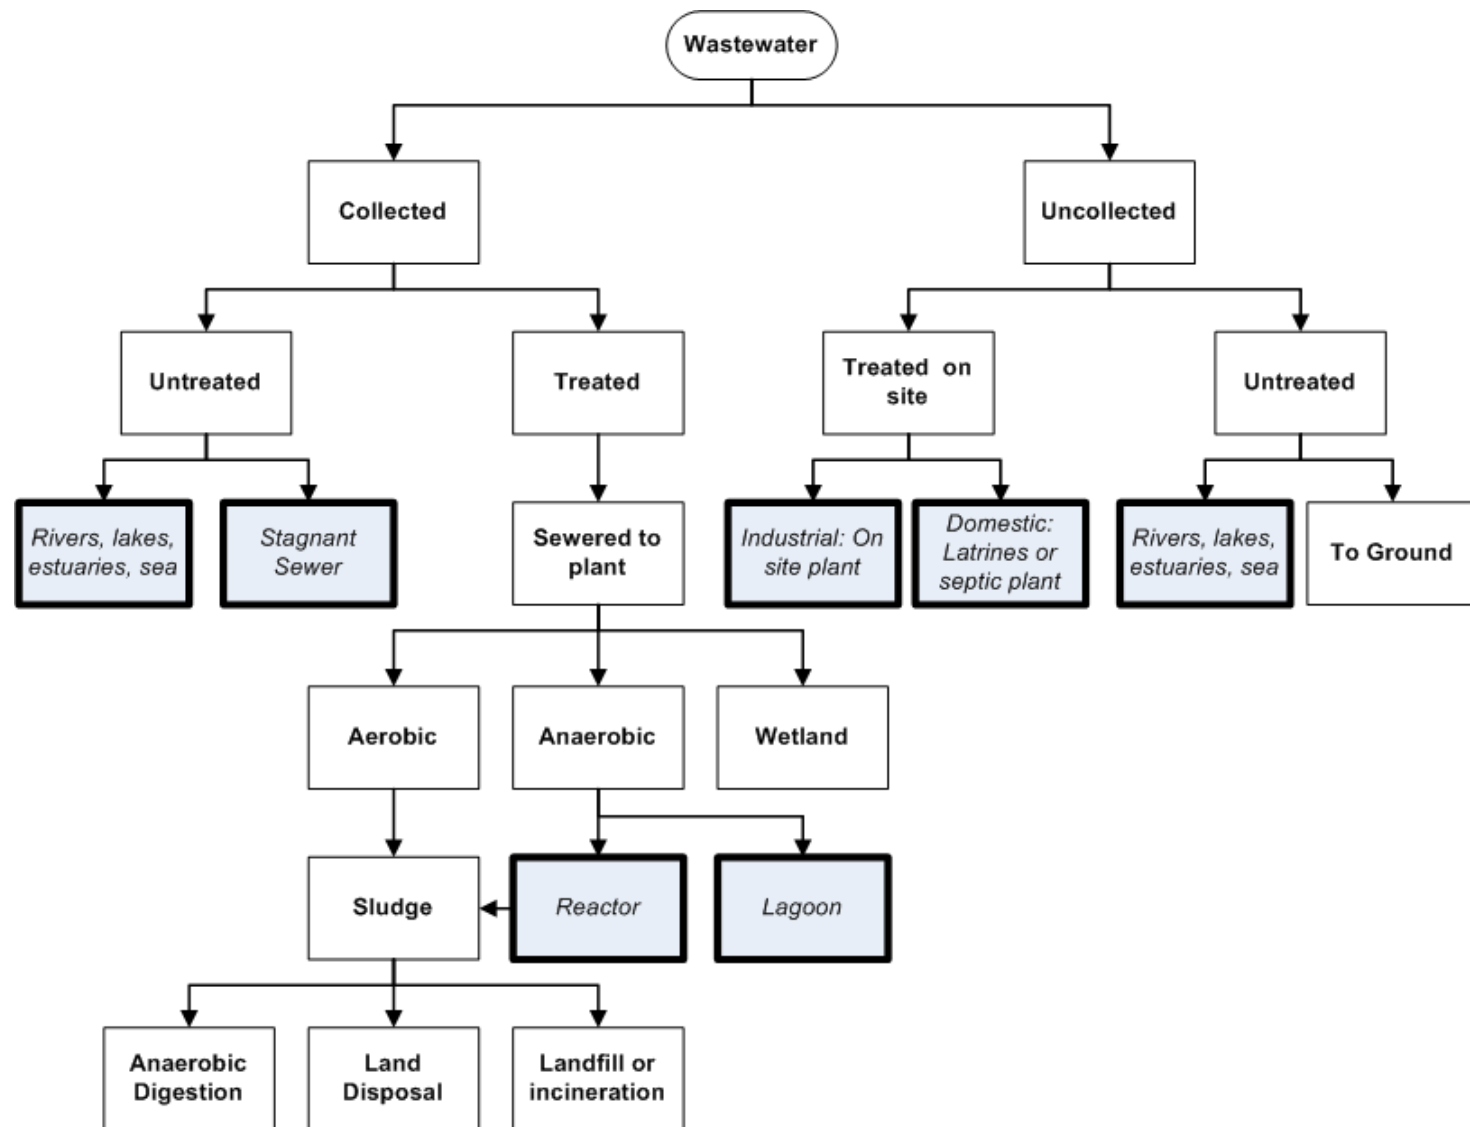 Wastewater
Collected
Uncollected
Untreated
Treated
Treated on
site
Untreated
Rivers, lakes,
estuaries, sea
Stagnant
Sewer
Sewered to
plant
Industrial: On
site plant
Domestic:
Latrines or
septic plant
Rivers, lakes,
estuaries, sea
To Ground
Aerobic
Anaerobic
Wetland
Sludge
Reactor
Lagoon
Anaerobic
Digestion
Land
Disposal
Landfill or
incineration